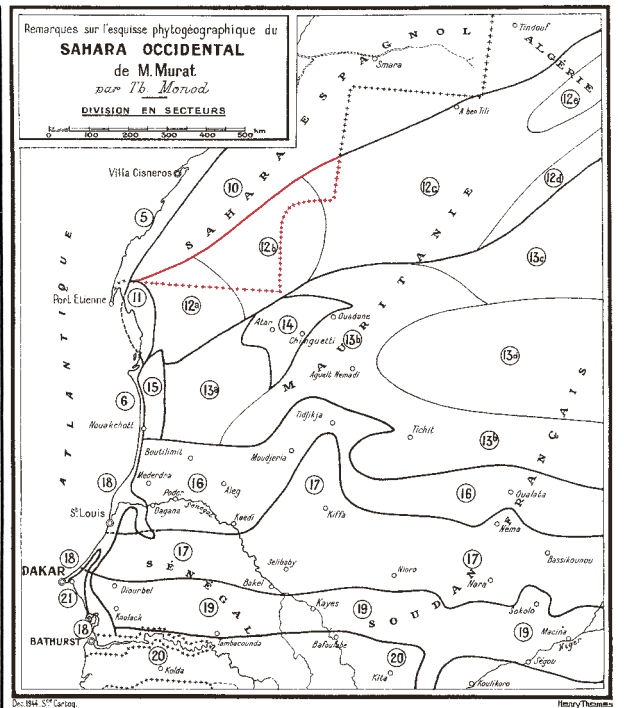 Remarques sur l'esquisse phytogéographique du
SAHARA OCCIDENTAL
de M. Murat.
par Th. Monod
DIVISION EN SECTEURS
0 100 200 300 400 500
km
Tindouf
ALGÉRIE
SAHARA ESPAGNOL
Smara
A ben Tili
12e
Villa Cisneros
10
12c
12d
5
12b
13c
ATLANTIQUE
11
Port Etienne
12a
MAURITANIE
Ouadane
Atar
14
Chinguetti
13b
13d
Aguelt Nemadi
6
15
13a
Tidjikja
Nouakchott
Tichit
13b
Boutilimit
Moudjeria
18
Mederdra
16
Aleg
17
16
Oualata
Podor
Senegal
Dagana
Kiffa
St Louis
Kaedi
Nema
17
SÉNÉGAL
Selibaby
17
Bassikounou
18
DAKAR
Nioro
Nara
21
Diourbel
Bakel
SOUDAN FRANÇAIS
Kaolack
19
Kayes
19
Sokolo
18
19
Macina
BATHURST
Tambacounda
Bafoulabe
Niger
Ségou
20
Kolda
20
Kita
Koulikoro
Dec. 1944. Sce Cartog.
Henry Thomas